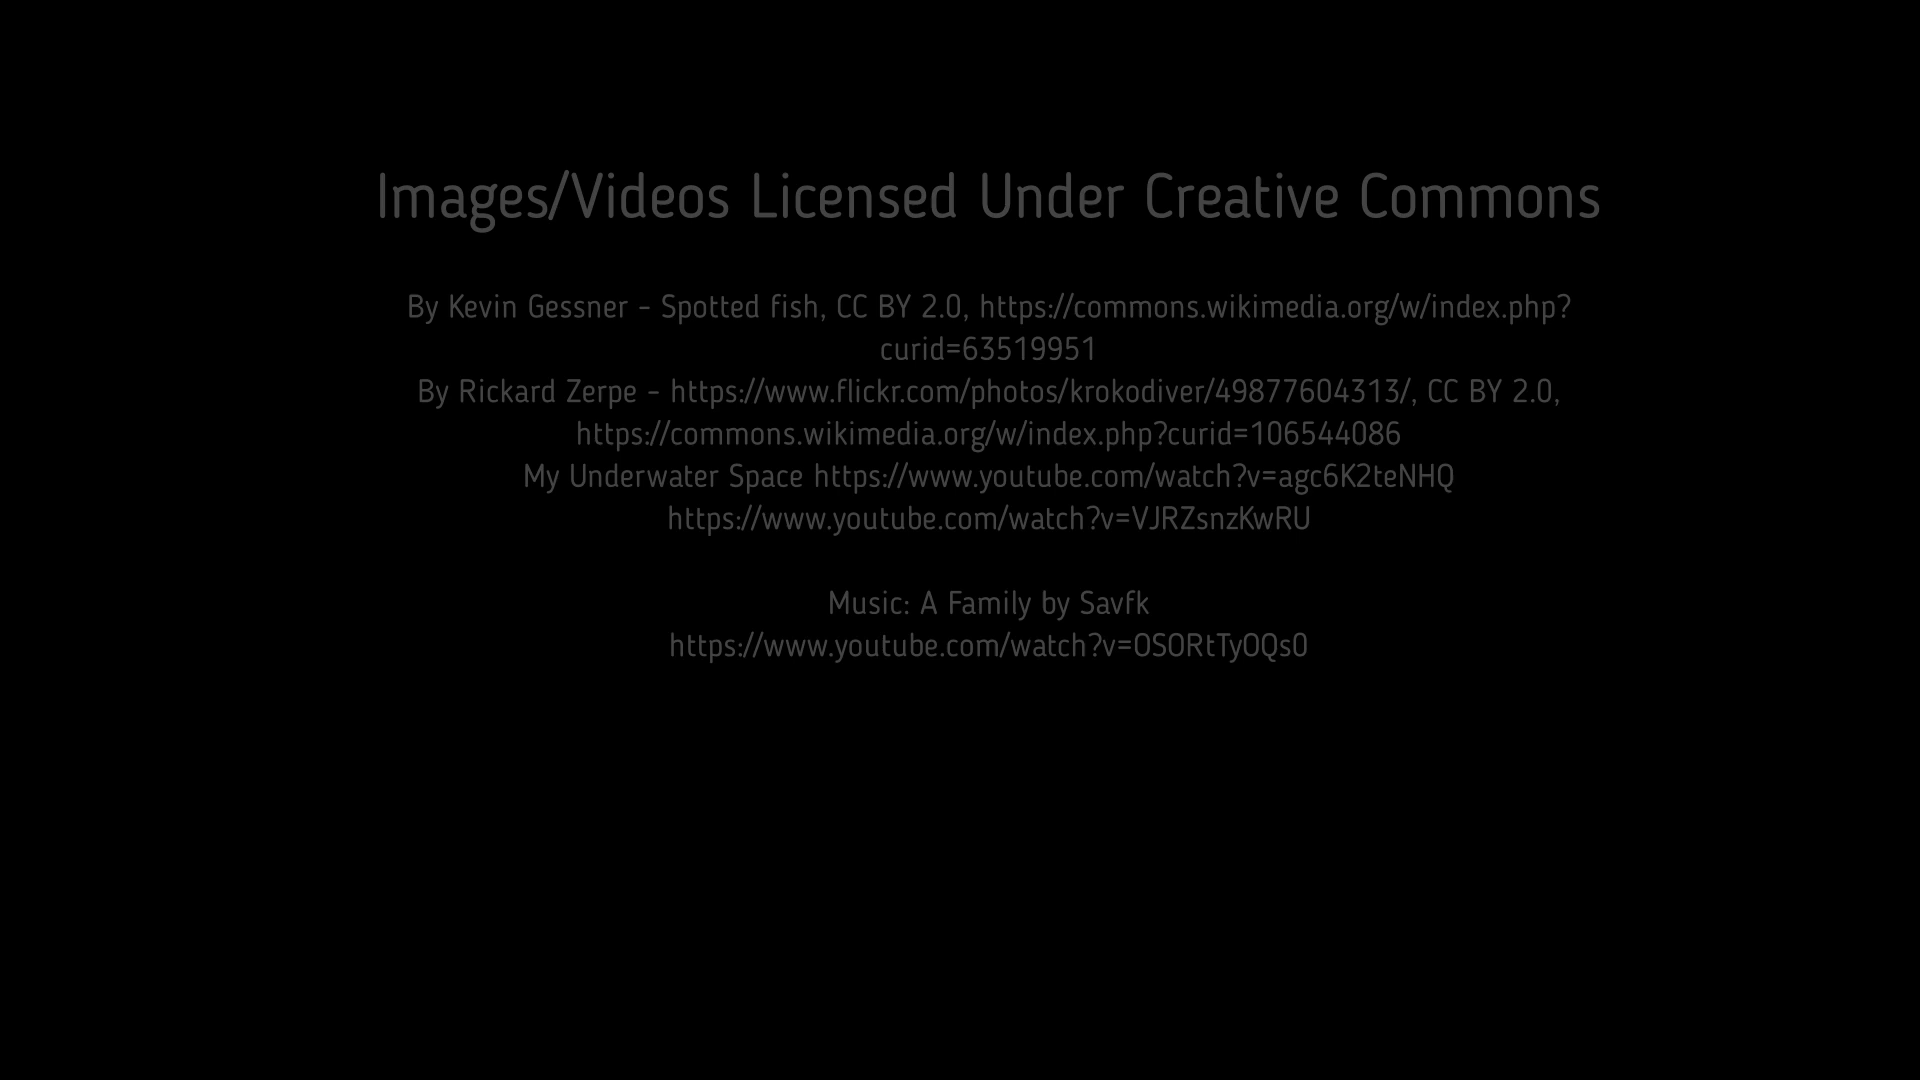 Images/Videos Licensed Under Creative Commons
By Kevin Gessner - Spotted fish, CC BY 2.0, https://commons.wikimedia.org/w/index.php?
curid=63519951
By Rickard Zerpe - https://www.flickr.com/photos/krokodiver/49877604313/, CC BY 2.0,
https://commons.wikimedia.org/w/index.php?curid=106544086
My Underwater Space https://www.youtube.com/watch?v=agc6K2teNHQ
https://www.youtube.com/watch?v=VJRZsnzKwRU
Music: A Family by Savfk
https://www.youtube.com/watch?v=OSORtTyOQs0